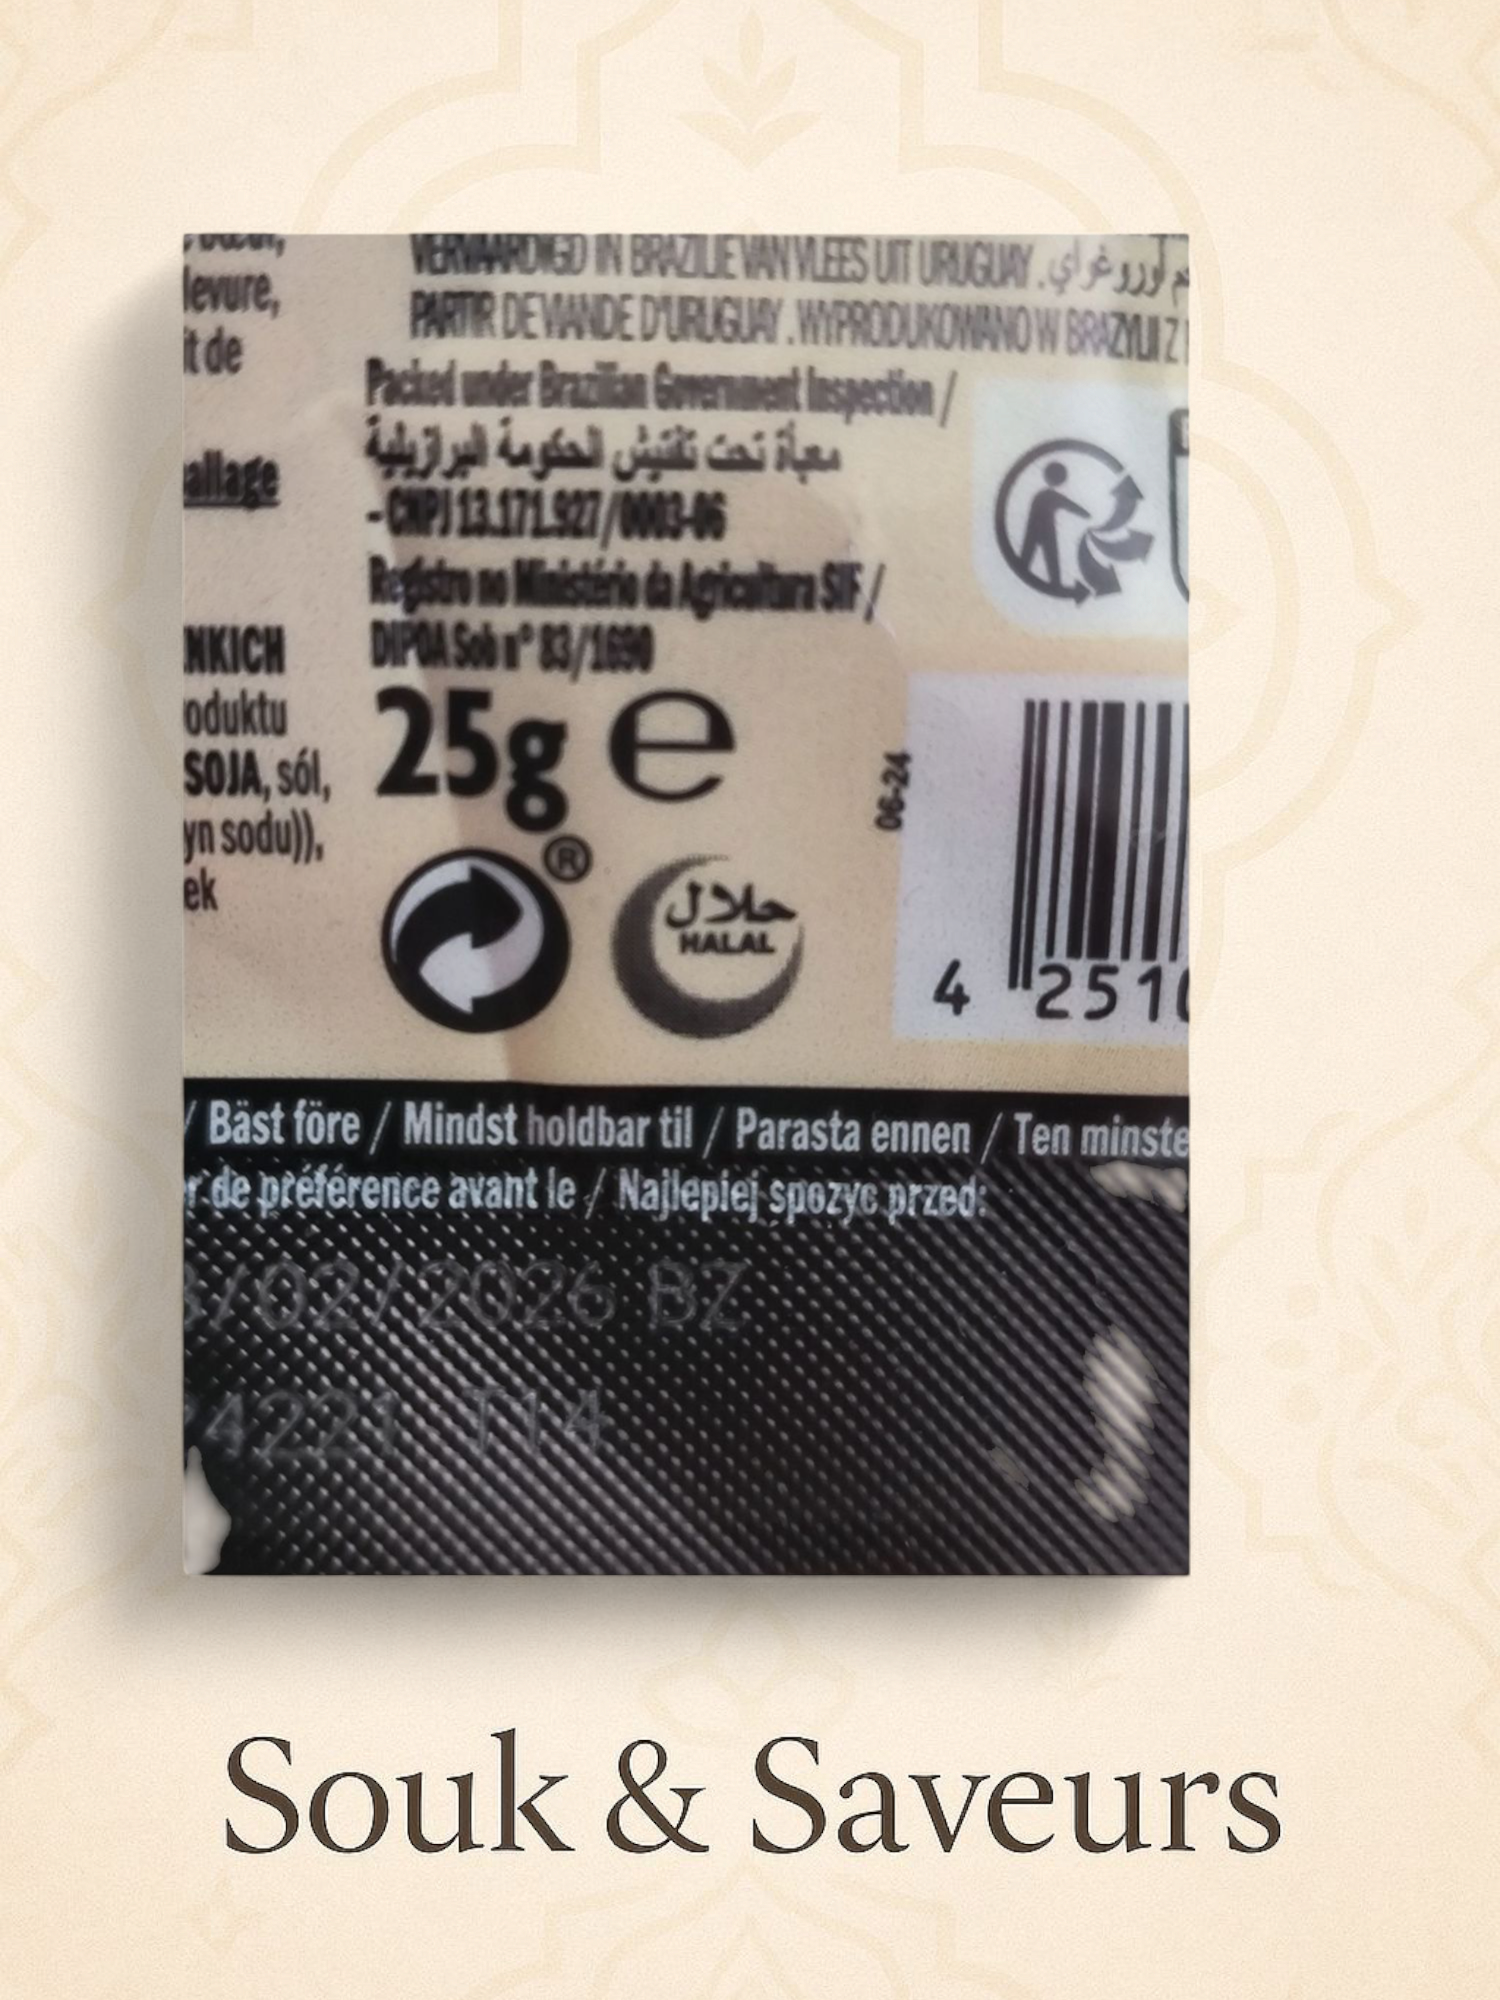 levure,
it de
allage
NKICH
oduktu
SOJA, sól,
yn sodu)),
ek
VERVAARDIGD IN BRAZILIE VAN VLEES UIT URUGUAY . م أوروغواي
PARTIR DE VIANDE D'URUGUAY . WYPRODUKOWANO W BRAZYLII Z
Packed under Brazilian Government Inspection /
معبأة تحت تفتيش الحكومة البرازيلية
- CNPJ 13.171.927/0003-06
Registro no Ministério da Agricultura SIF /
DIPOA Sob nº 83/1690
25g e
®
حلال
HALAL
06-24
4 2510
/ Bäst före / Mindst holdbar til / Parasta ennen / Ten minste
r de préférence avant le / Najlepiej spozyc przed:
/02/2026 BZ
4221 T14
Souk & Saveurs